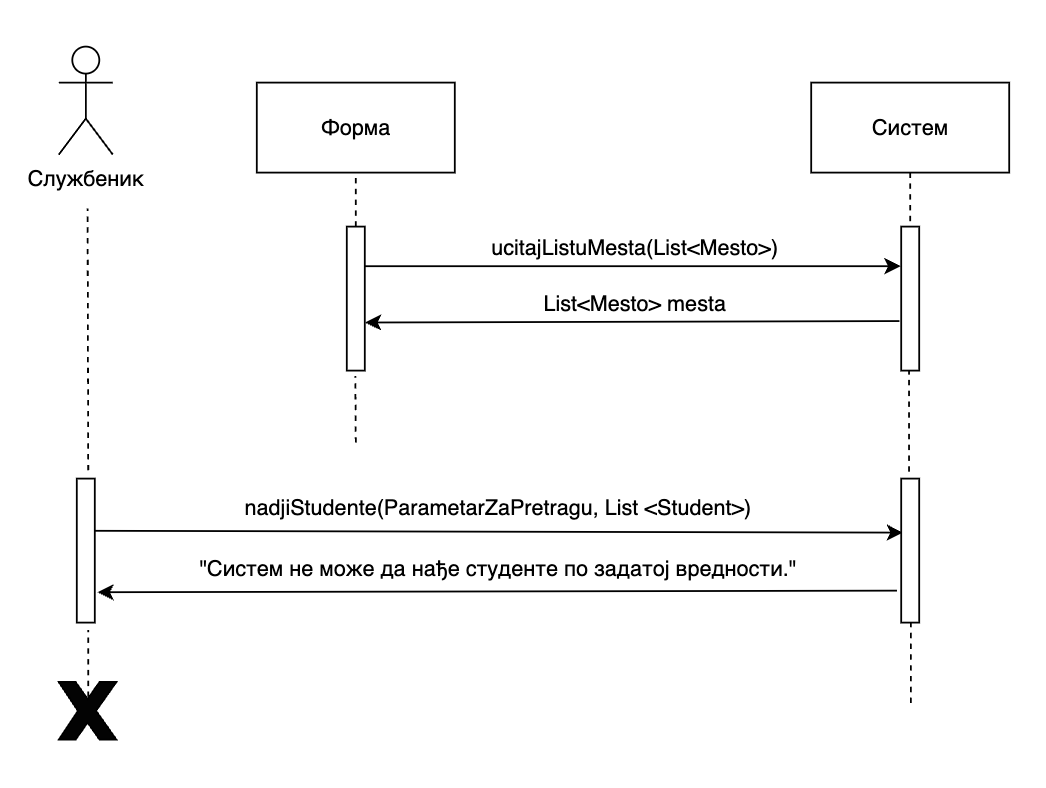 Форма
Систем
Службеник
ucitajListuMesta(List<Mesto>)
List<Mesto> mesta
nadjiStudente(ParametarZaPretragu, List <Student>)
"Систем не може да нађе студенте по задатој вредности."